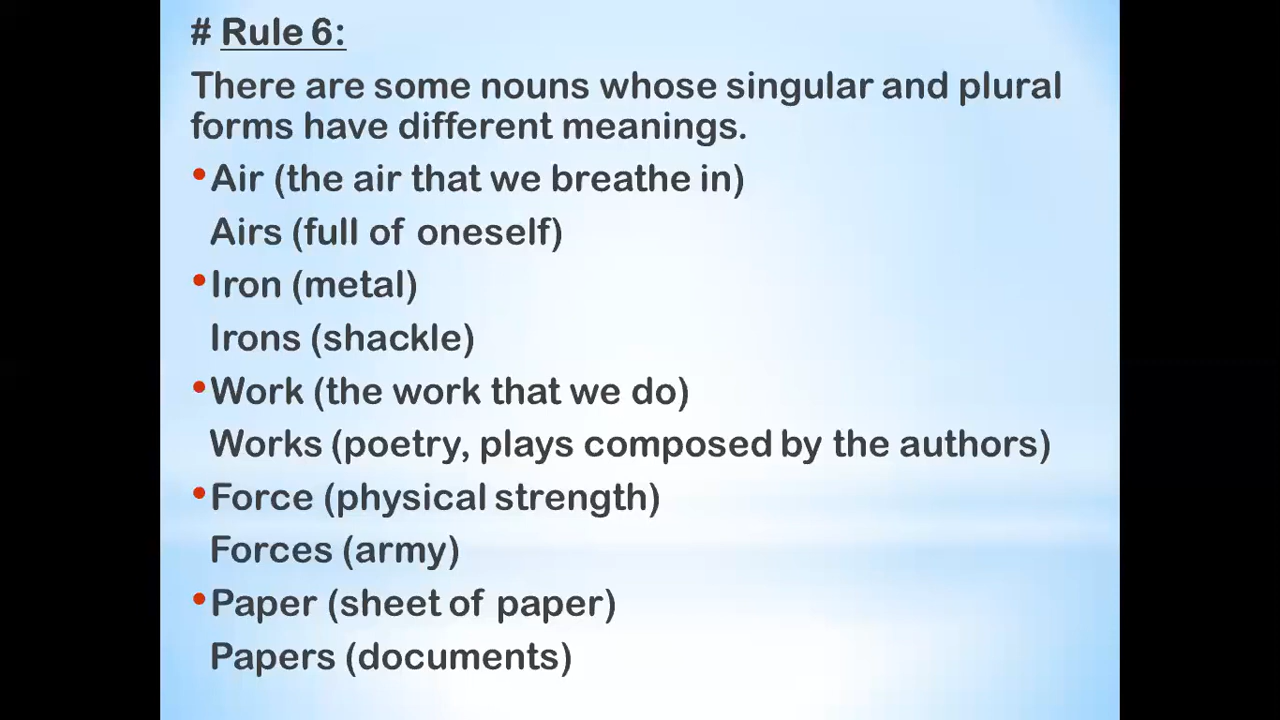 # Rule 6:
There are some nouns whose singular and plural
forms have different meanings.
•Air (the air that we breathe in)
Airs (full of oneself)
•Iron (metal)
Irons (shackle)
•Work (the work that we do)
Works (poetry, plays composed by the authors)
•Force (physical strength)
Forces (army)
•Paper (sheet of paper)
Papers (documents)